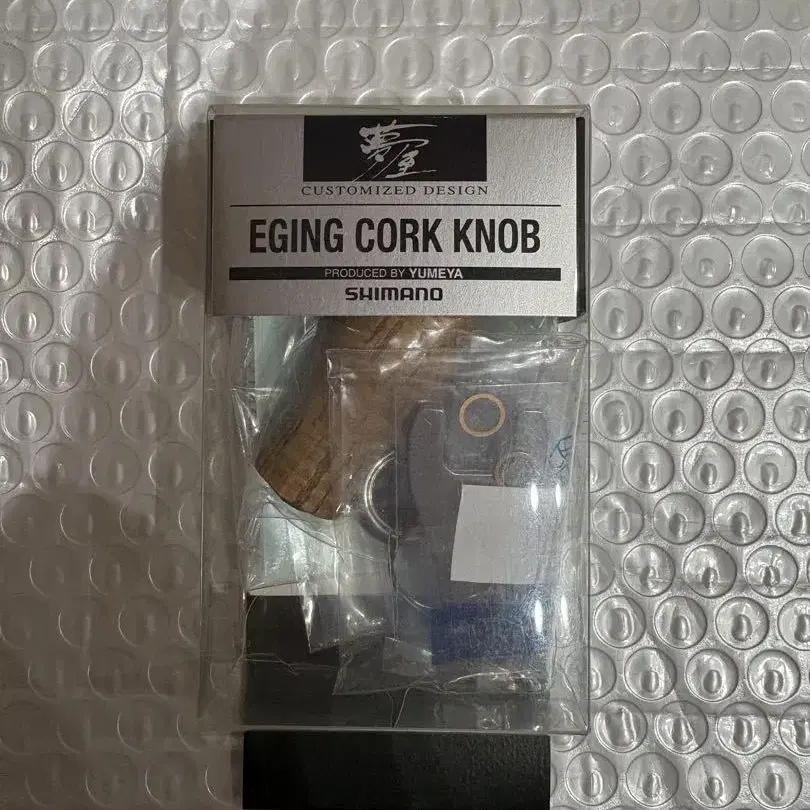 夢屋
CUSTOMIZED DESIGN
EGING CORK KNOB
PRODUCED BY YUMEYA
SHIMANO